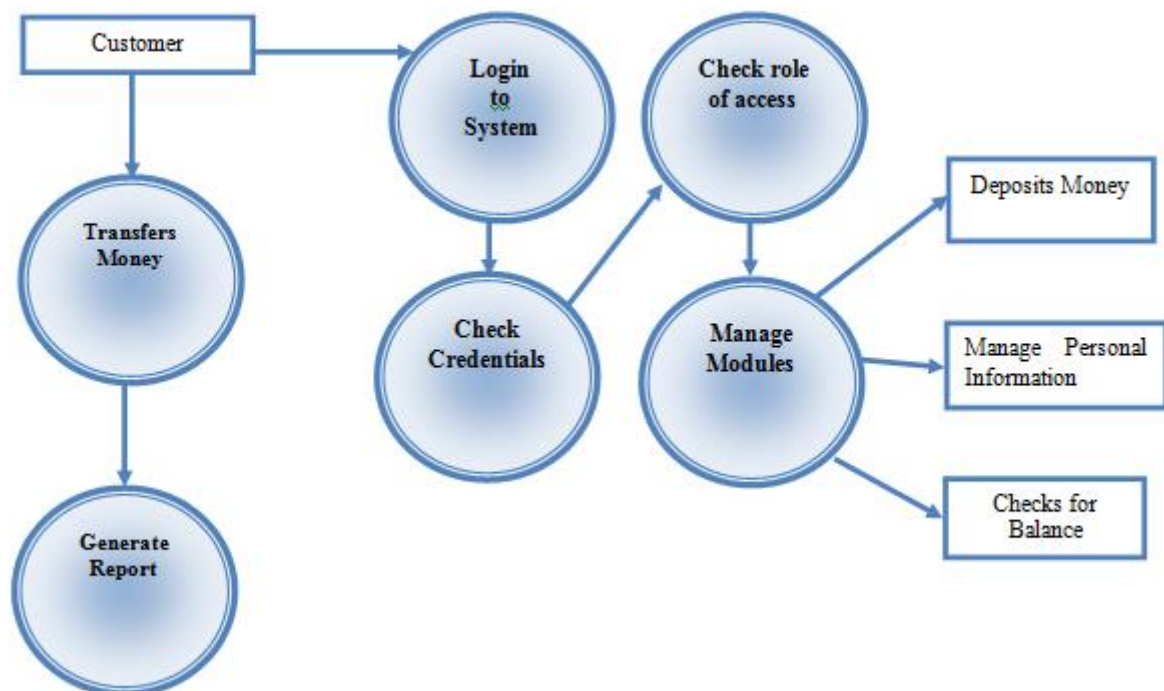 Customer
Login
to
System
Check role
of access
Deposits Money
Transfers
Money
Check
Credentials
Manage
Modules
Manage Personal
Information
Checks for
Balance
Generate
Report